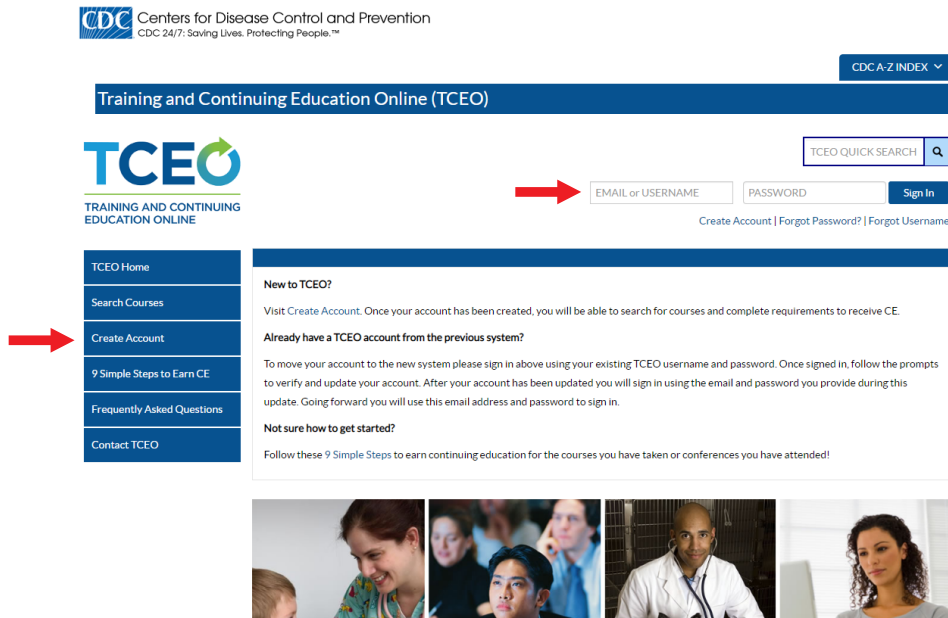 CDC Centers for Disease Control and Prevention
CDC 24/7: Saving Lives. Protecting People.™
CDC A-Z INDEX
Training and Continuing Education Online (TCEO)
TCEO
TRAINING AND CONTINUING
EDUCATION ONLINE
TCEO QUICK SEARCH
EMAIL or USERNAME
PASSWORD
Sign In
Create Account | Forgot Password? | Forgot Username
TCEO Home
Search Courses
Create Account
9 Simple Steps to Earn CE
Frequently Asked Questions
Contact TCEO
New to TCEO?
Visit Create Account. Once your account has been created, you will be able to search for courses and complete requirements to receive CE.
Already have a TCEO account from the previous system?
To move your account to the new system please sign in above using your existing TCEO username and password. Once signed in, follow the prompts
to verify and update your account. After your account has been updated you will sign in using the email and password you provide during this
update. Going forward you will use this email address and password to sign in.
Not sure how to get started?
Follow these 9 Simple Steps to earn continuing education for the courses you have taken or conferences you have attended!